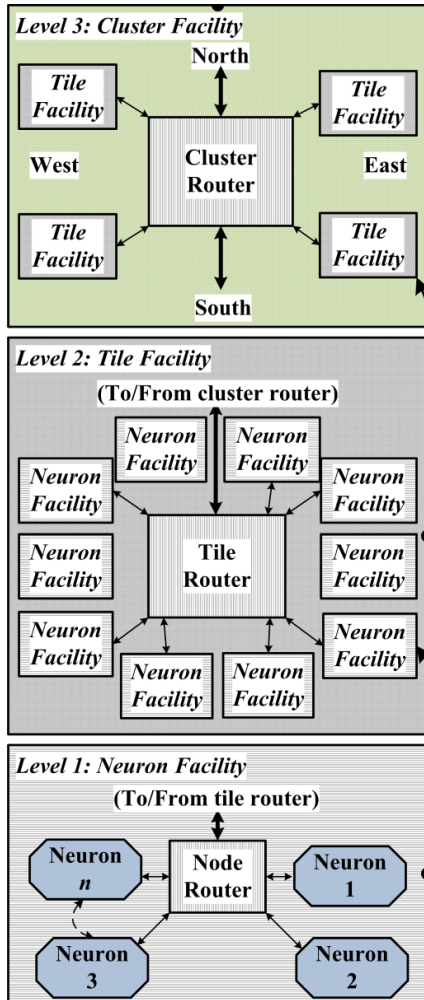 Level 3: Cluster Facility
North
Tile
Facility
Tile
Facility
West
Cluster
Router
East
Tile
Facility
Tile
Facility
South
Level 2: Tile Facility
(To/From cluster router)
Neuron
Facility
Neuron
Facility
Neuron
Facility
Neuron
Facility
Neuron
Facility
Tile
Router
Neuron
Facility
Neuron
Facility
Neuron
Facility
Neuron
Facility
Neuron
Facility
Level 1: Neuron Facility
(To/From tile router)
Neuron
n
Node
Router
Neuron
1
Neuron
3
Neuron
2